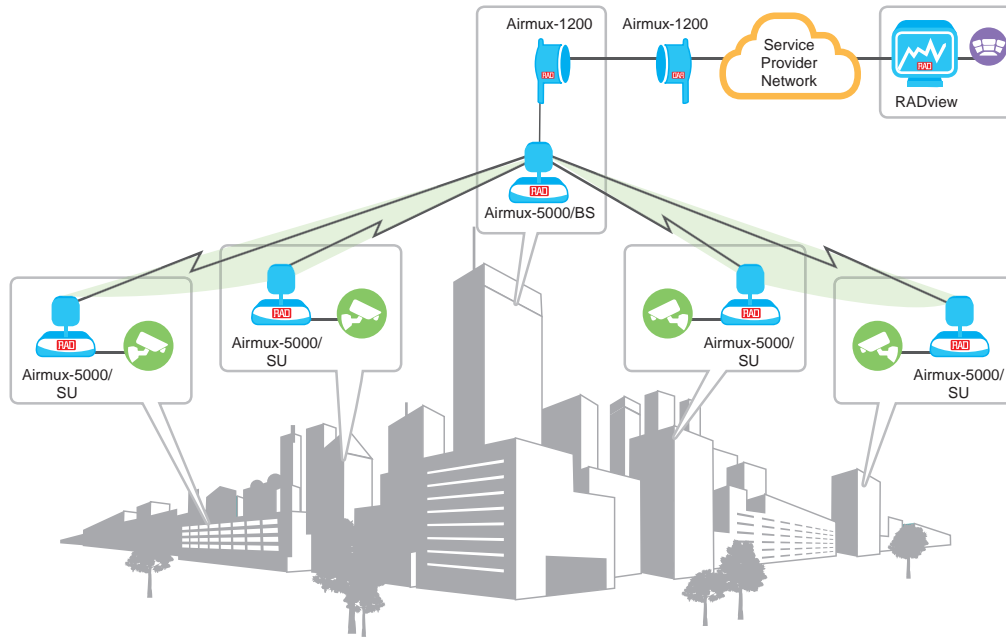 Airmux-1200
Airmux-1200
RAD
RAD
Service
Provider
Network
RAD
RADview
RAD
Airmux-5000/BS
RAD
Airmux-5000/
SU
RAD
Airmux-5000/
SU
RAD
Airmux-5000/
SU
RAD
Airmux-5000/
SU